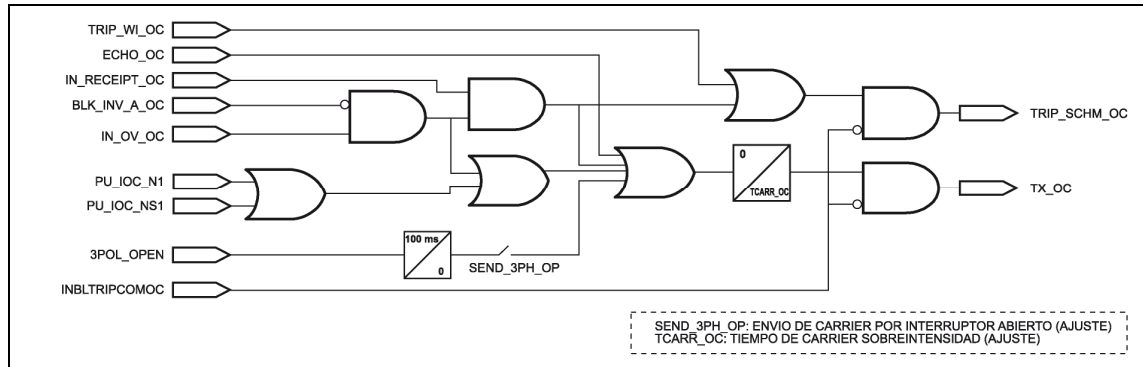 TRIP_WI_OC
ECHO_OC
IN_RECEIPT_OC
BLK_INV_A_OC
IN_OV_OC
PU_IOC_N1
PU_IOC_NS1
3POL_OPEN
INBLTRIPCOMOC
100 ms
0
SEND_3PH_OP
0
TCARR_OC
TRIP_SCHM_OC
TX_OC
SEND_3PH_OP: ENVIO DE CARRIER POR INTERRUPTOR ABIERTO (AJUSTE)
TCARR_OC: TIEMPO DE CARRIER SOBREINTENSIDAD (AJUSTE)